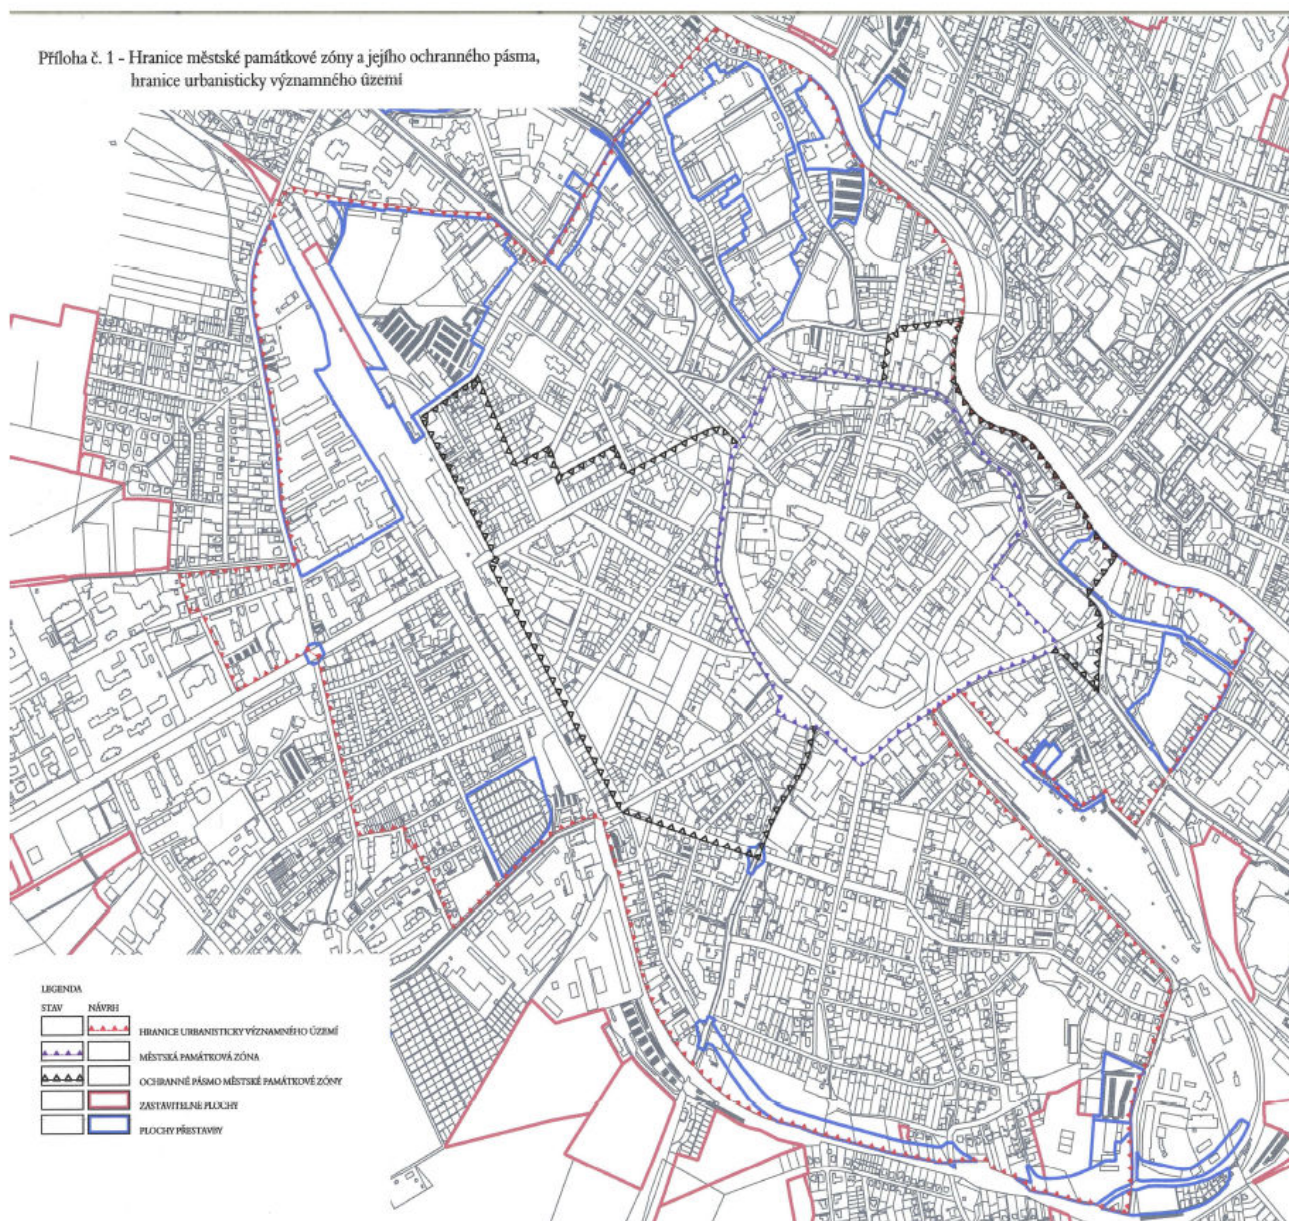 Příloha č. 1 - Hranice městské památkové zóny a jejího ochranného pásma,
hranice urbanisticky významného území
LEGENDA
STAV NÁVRH
HRANICE URBANISTICKY VÝZNAMNÉHO ÚZEMÍ
MĚSTSKÁ PAMÁTKOVÁ ZÓNA
OCHRANNÉ PÁSMO MĚSTSKÉ PAMÁTKOVÉ ZÓNY
ZASTAVITELNÉ PLOCHY
PLOCHY PŘESTAVBY